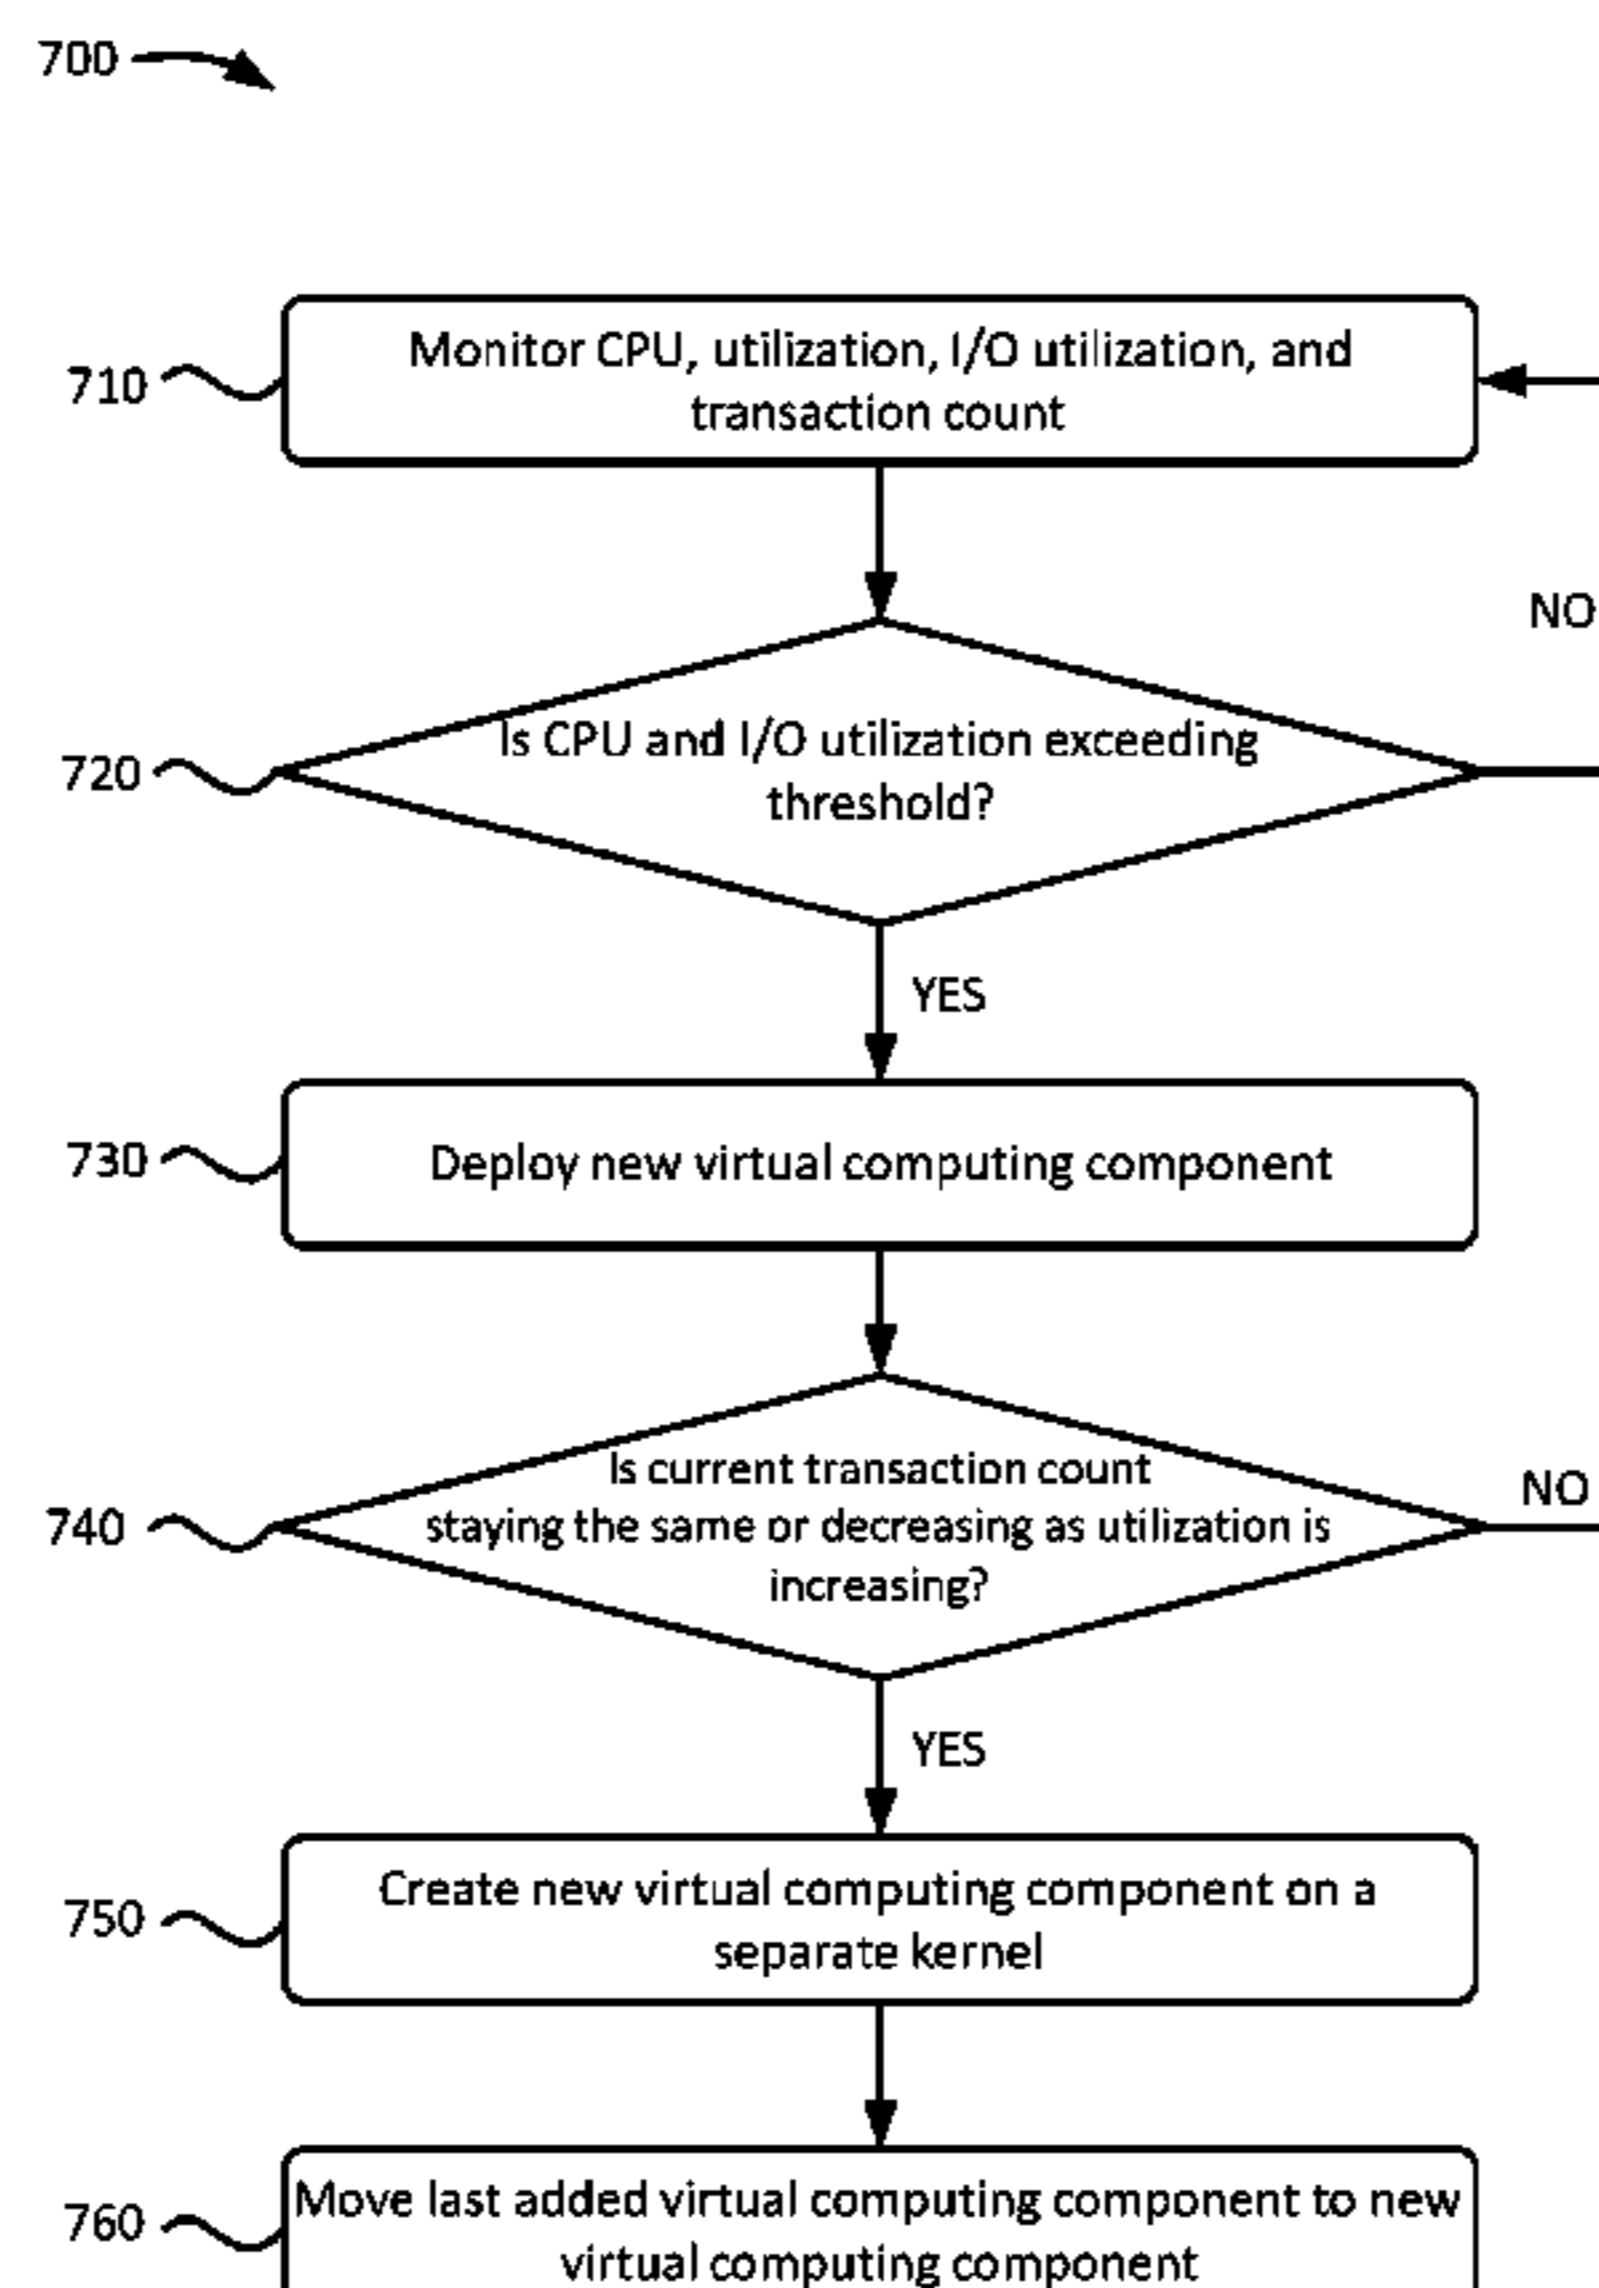 700
710
Monitor CPU, utilization, I/O utilization, and
transaction count
NO
720
Is CPU and I/O utilization exceeding
threshold?
YES
730
Deploy new virtual computing component
740
Is current transaction count
staying the same or decreasing as utilization is
increasing?
NO
YES
750
Create new virtual computing component on a
separate kernel
760
Move last added virtual computing component to new
virtual computing component